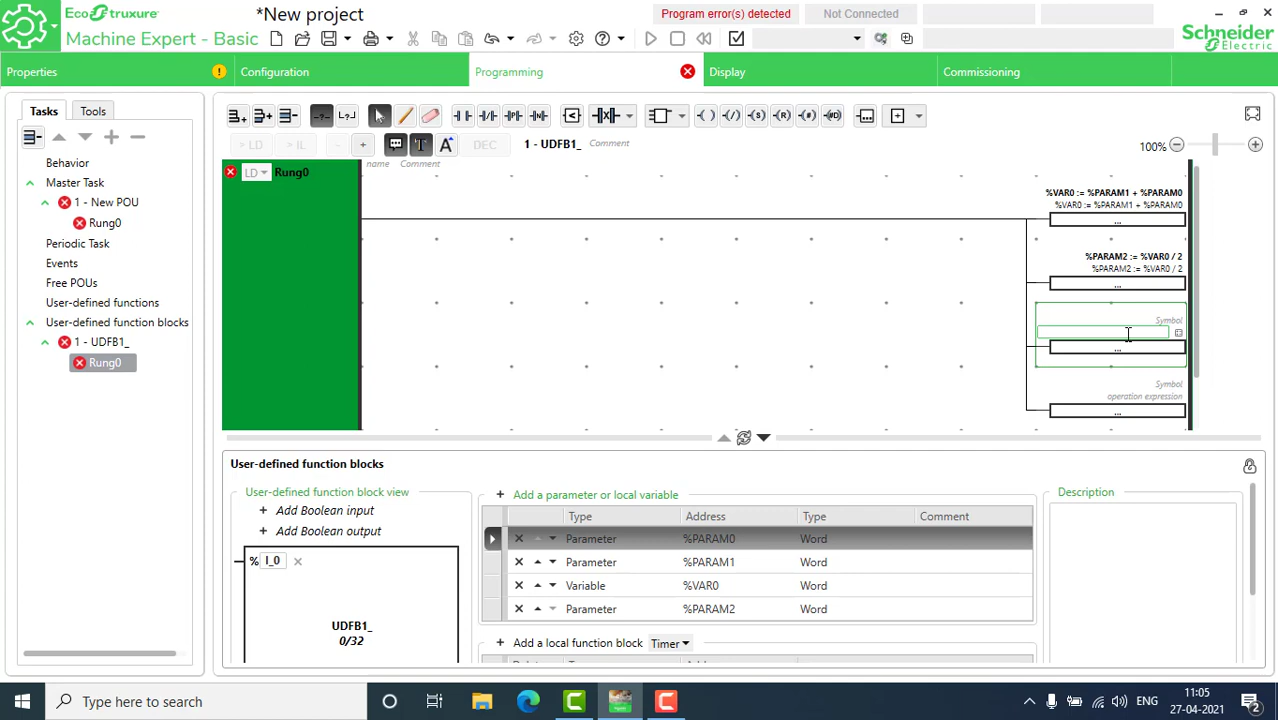 EcoStruxure
Machine Expert - Basic
*New project
Program error(s) detected
Not Connected
Schneider
Electric
Properties
Configuration
Programming
Display
Commissioning
Tasks
Tools
Behavior
Master Task
1 - New POU
Rung0
Periodic Task
Events
Free POUs
User-defined functions
User-defined function blocks
1 - UDFB1_
Rung0
> LD
> IL
DEC
1 - UDFB1_
Comment
100%
LD
Rung0
name
Comment
%VAR0 := %PARAM1 + %PARAM0
%VAR0 := %PARAM1 + %PARAM0
...
%PARAM2 := %VAR0 / 2
%PARAM2 := %VAR0 / 2
...
Symbol
...
Symbol
operation expression
...
User-defined function blocks
User-defined function block view
+ Add Boolean input
+ Add Boolean output
% I_0
UDFB1_
0/32
+ Add a parameter or local variable
Type Address Type Comment
Parameter %PARAM0 Word
Parameter %PARAM1 Word
Variable %VAR0 Word
Parameter %PARAM2 Word
+ Add a local function block Timer
Description
Type here to search
ENG
11:05
27-04-2021
2